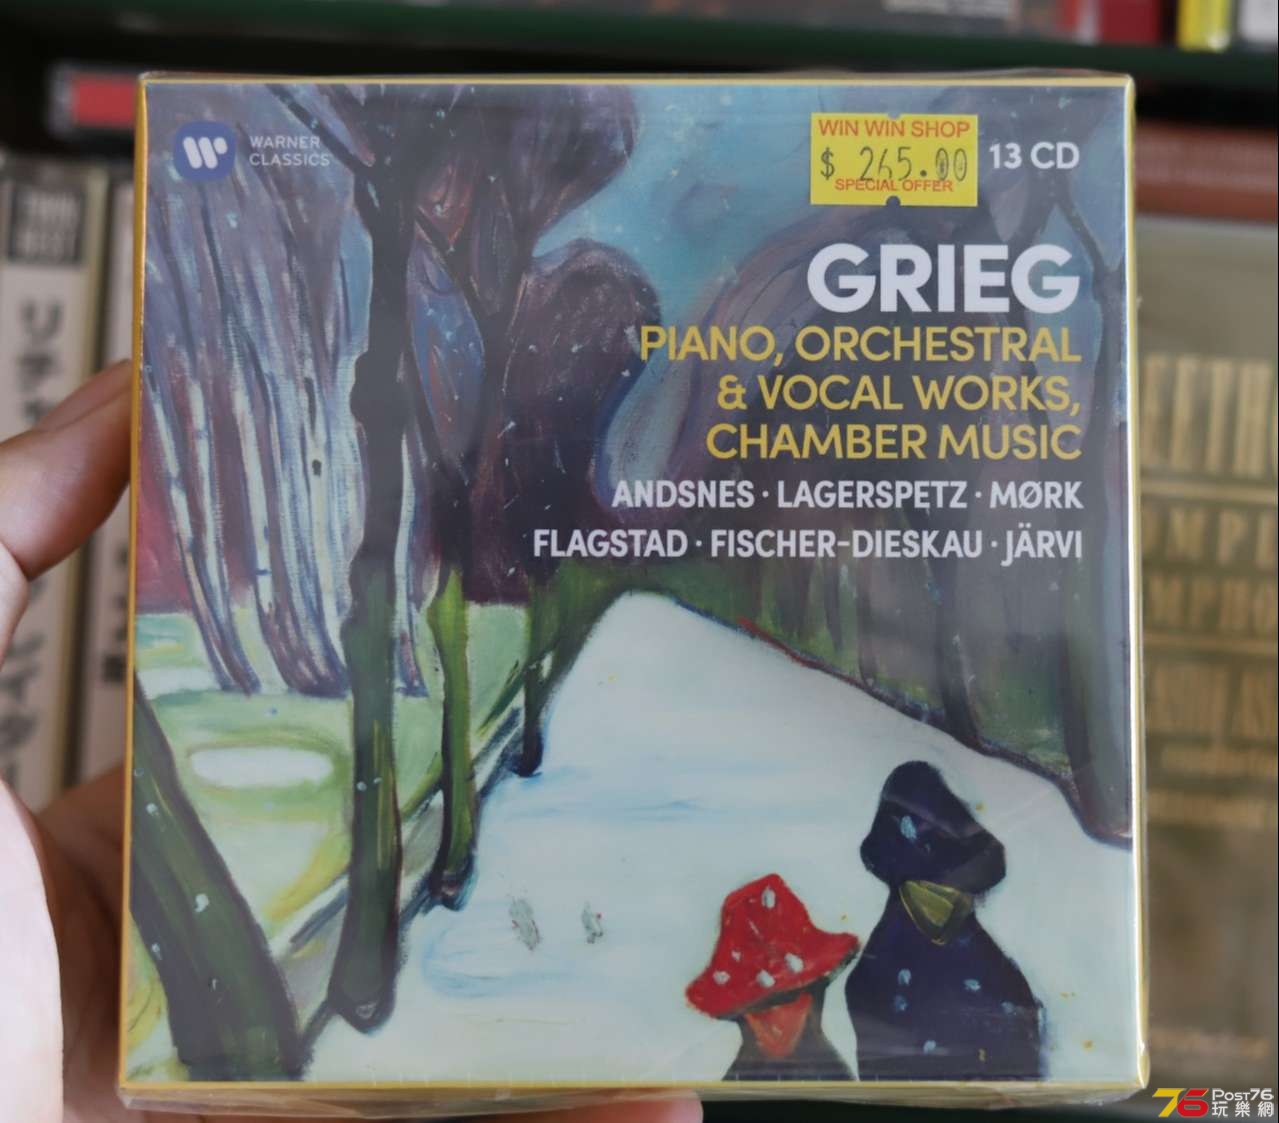 WARNER
CLASSICS
WIN WIN SHOP
$ 265.00
SPECIAL OFFER
13 CD
GRIEG
PIANO, ORCHESTRAL
& VOCAL WORKS,
CHAMBER MUSIC
ANDSNES · LAGERSPETZ · MØRK
FLAGSTAD · FISCHER-DIESKAU · JÄRVI
76 POST76
玩樂網